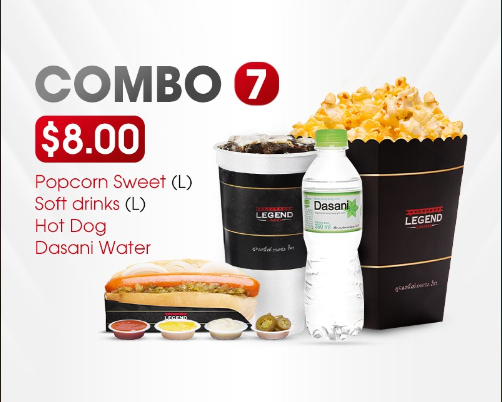 COMBO 7
$8.00
Popcorn Sweet (L)
Soft drinks (L)
Hot Dog
Dasani Water
LEGEND
Dasani
LEGEND
LEGEND